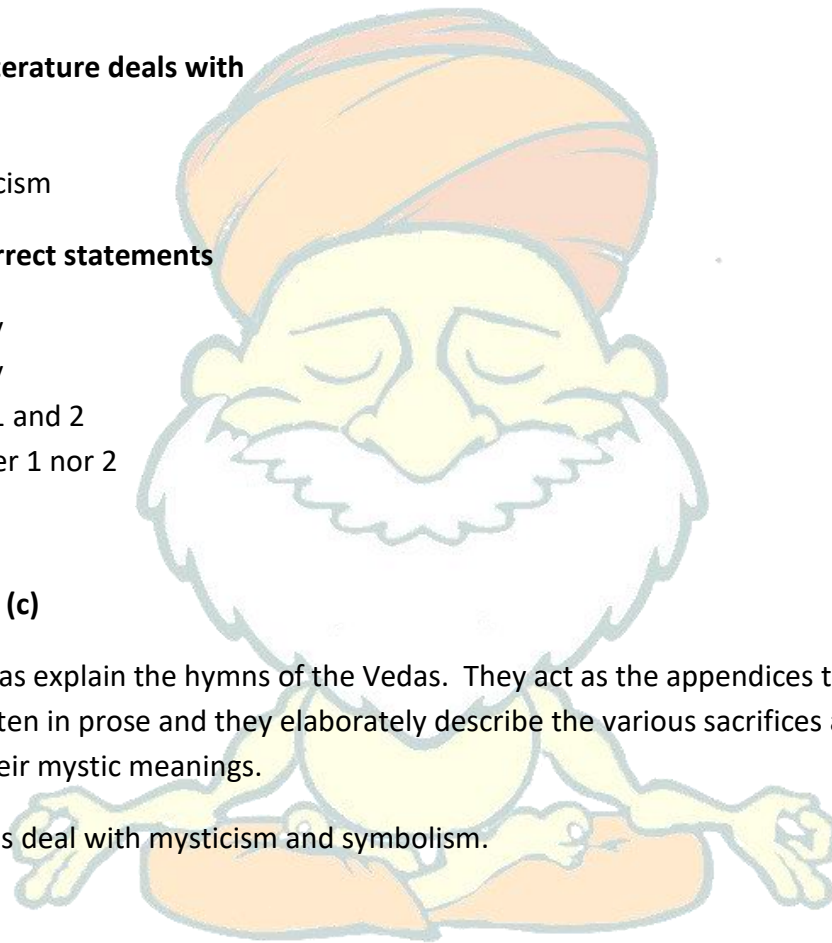 terature deals with
cism
rrect statements
y
y
1 and 2
er 1 nor 2
(c)
as explain the hymns of the Vedas. They act as the appendices t
ten in prose and they elaborately describe the various sacrifices a
eir mystic meanings.
s deal with mysticism and symbolism.